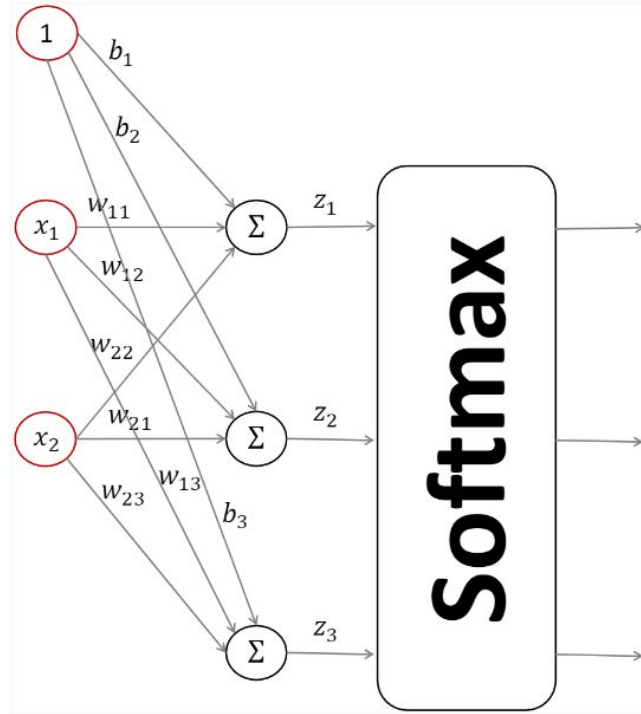 1
b₁
b₂
x₁
w₁₁
Σ
z₁
w₁₂
w₂₂
x₂
w₂₁
Σ
z₂
w₂₃
w₁₃
b₃
Σ
z₃
Softmax